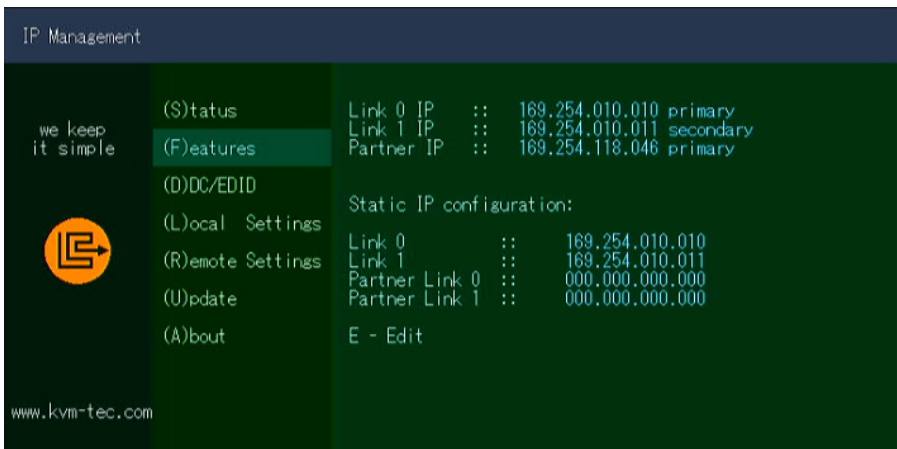 IP Management
we keep
it simple
www.kvm-tec.com
(S)tatus
(F)eatures
(D)DC/EDID
(L)ocal Settings
(R)emote Settings
(U)pdate
(A)bout
Link 0 IP :: 169.254.010.010 primary
Link 1 IP :: 169.254.010.011 secondary
Partner IP :: 169.254.118.046 primary
Static IP configuration:
Link 0 :: 169.254.010.010
Link 1 :: 169.254.010.011
Partner Link 0 :: 000.000.000.000
Partner Link 1 :: 000.000.000.000
E - Edit